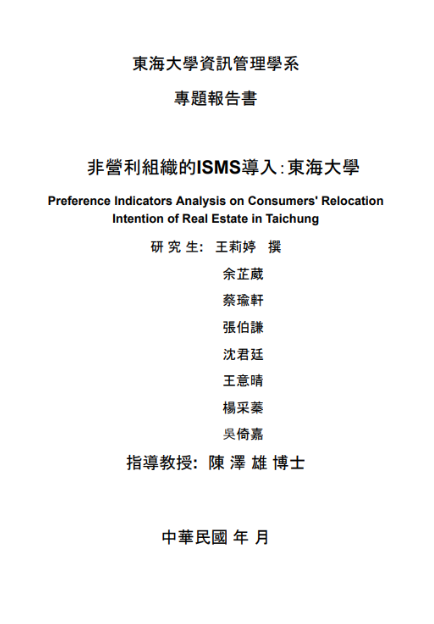 東海大學資訊管理學系
專題報告書
非營利組織的ISMS導入：東海大學
Preference Indicators Analysis on Consumers' Relocation
Intention of Real Estate in Taichung
研 究 生： 王莉婷 撰
余芷葳
蔡瑜軒
張伯謙
沈君廷
王意晴
楊采蓁
吳倚嘉
指導教授： 陳 澤 雄 博士
中華民國 年 月